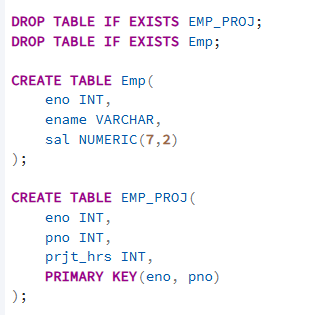 DROP TABLE IF EXISTS EMP_PROJ;
DROP TABLE IF EXISTS Emp;
CREATE TABLE Emp(
eno INT,
ename VARCHAR,
sal NUMERIC(7,2)
);
CREATE TABLE EMP_PROJ(
eno INT,
pno INT,
prjt_hrs INT,
PRIMARY KEY(eno, pno)
);